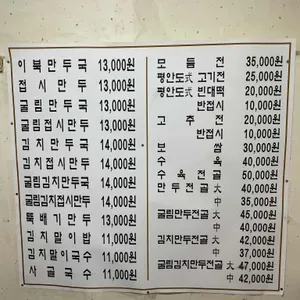 이북만두국 13,000원
접시만두 13,000원
굴림만두국 13,000원
굴림접시만두 13,000원
김치만두국 14,000원
김치접시만두 14,000원
굴림김치만두국 14,000원
굴림김치접시만두 14,000원
뚝배기만두 13,000원
김치말이밥 11,000원
김치말이국수 11,000원
사골국수 11,000원
모듬전 35,000원
평안도式 고기전 25,000원
평안도式 빈대떡 20,000원
반접시 10,000원
고추전 20,000원
반접시 10,000원
보쌈 30,000원
수육 40,000원
수육전골 50,000원
만두전골 大 40,000원
中 35,000원
굴림만두전골 大 45,000원
中 40,000원
김치만두전골 大 42,000원
中 37,000원
굴림김치만두전골 大 47,000원
中 42,000원